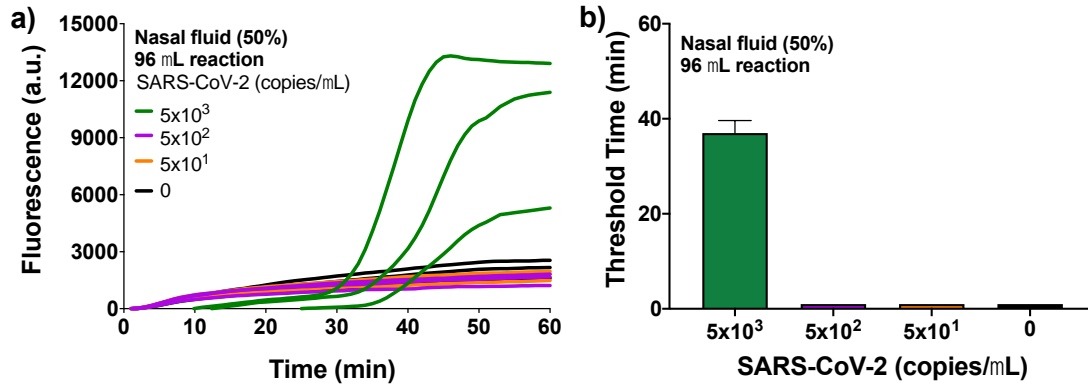 a)
Fluorescence (a.u.)
15000
12000
9000
6000
3000
0
Nasal fluid (50%)
96 mL reaction
SARS-CoV-2 (copies/mL)
5x10³
5x10²
5x10¹
0
0 10 20 30 40 50 60
Time (min)
b)
Threshold Time (min)
60
40
20
0
Nasal fluid (50%)
96 mL reaction
5x10³ 5x10² 5x10¹ 0
SARS-CoV-2 (copies/mL)